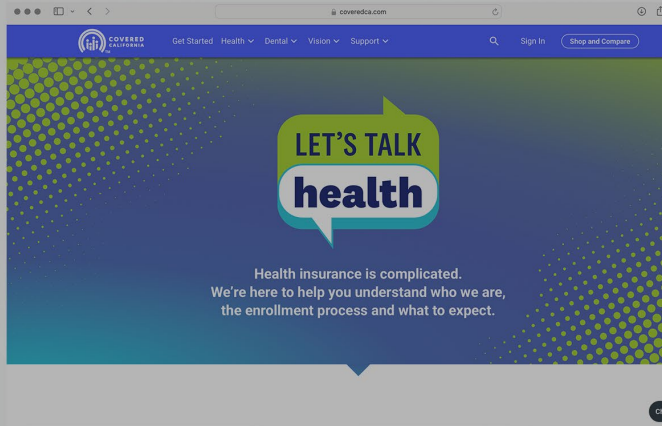 coveredca.com
COVERED
CALIFORNIA
Get Started Health Dental Vision Support Sign In Shop and Compare
LET'S TALK
health
Health insurance is complicated.
We're here to help you understand who we are,
the enrollment process and what to expect.